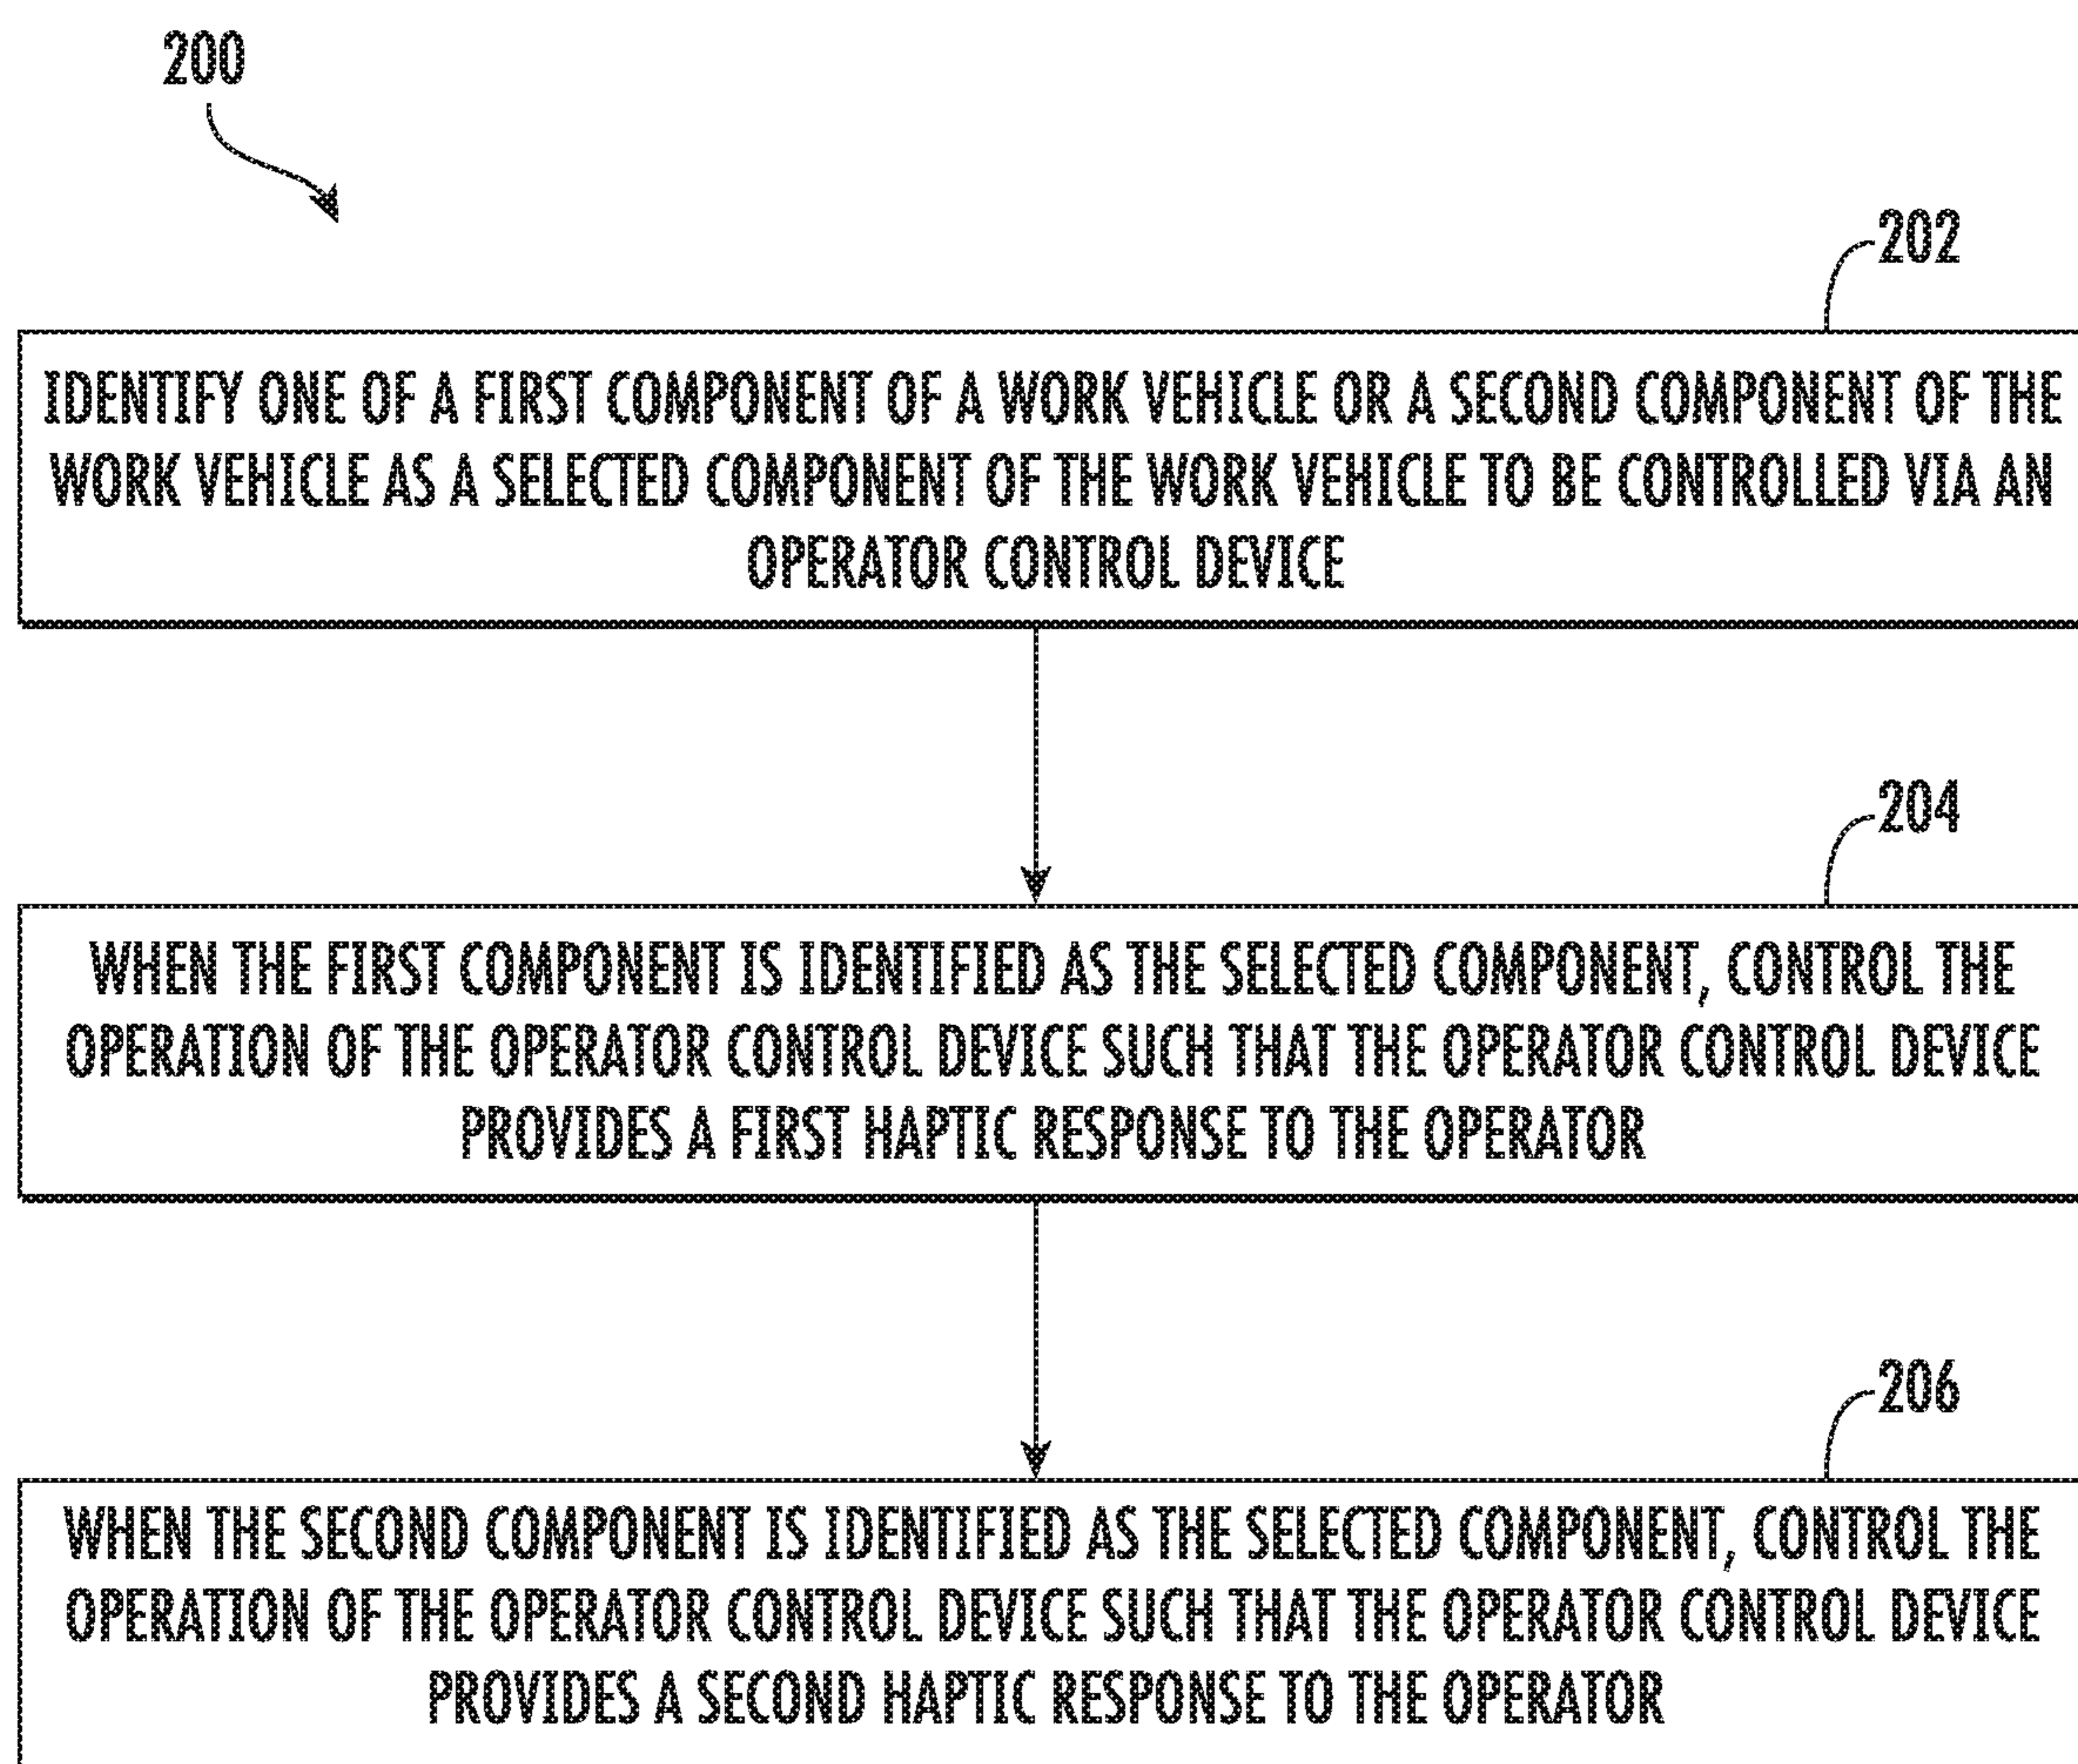 200
202
IDENTIFY ONE OF A FIRST COMPONENT OF A WORK VEHICLE OR A SECOND COMPONENT OF THE
WORK VEHICLE AS A SELECTED COMPONENT OF THE WORK VEHICLE TO BE CONTROLLED VIA AN
OPERATOR CONTROL DEVICE
204
WHEN THE FIRST COMPONENT IS IDENTIFIED AS THE SELECTED COMPONENT, CONTROL THE
OPERATION OF THE OPERATOR CONTROL DEVICE SUCH THAT THE OPERATOR CONTROL DEVICE
PROVIDES A FIRST HAPTIC RESPONSE TO THE OPERATOR
206
WHEN THE SECOND COMPONENT IS IDENTIFIED AS THE SELECTED COMPONENT, CONTROL THE
OPERATION OF THE OPERATOR CONTROL DEVICE SUCH THAT THE OPERATOR CONTROL DEVICE
PROVIDES A SECOND HAPTIC RESPONSE TO THE OPERATOR